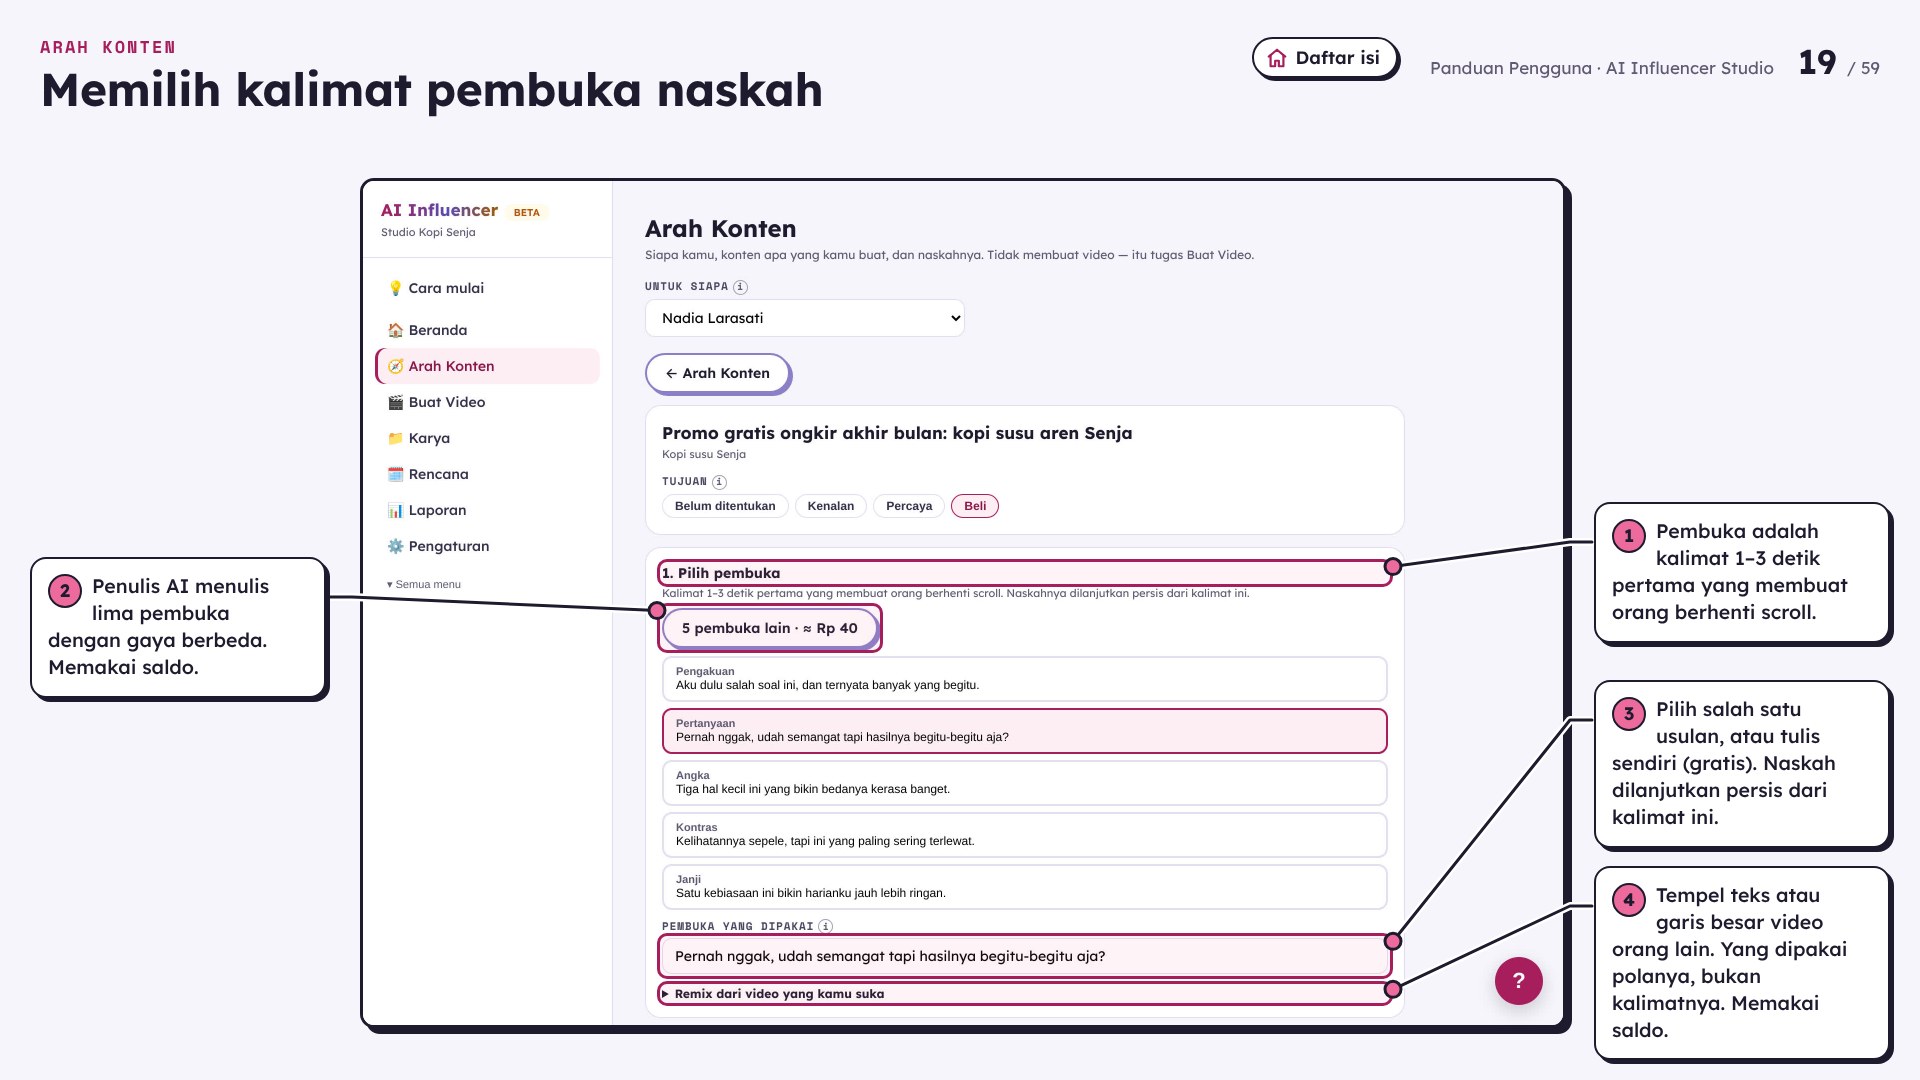 ARAH KONTEN
Memilih kalimat pembuka naskah
Daftar isi
Panduan Pengguna · AI Influencer Studio
19 / 59
AI Influencer BETA
Studio Kopi Senja
💡 Cara mulai
🏠 Beranda
🧭 Arah Konten
🎬 Buat Video
📁 Karya
🗓️ Rencana
📊 Laporan
⚙️ Pengaturan
▾ Semua menu
Arah Konten
Siapa kamu, konten apa yang kamu buat, dan naskahnya. Tidak membuat video — itu tugas Buat Video.
UNTUK SIAPA i
Nadia Larasati
← Arah Konten
Promo gratis ongkir akhir bulan: kopi susu aren Senja
Kopi susu Senja
TUJUAN i
Belum ditentukan
Kenalan
Percaya
Beli
1. Pilih pembuka
Kalimat 1–3 detik pertama yang membuat orang berhenti scroll. Naskahnya dilanjutkan persis dari kalimat ini.
5 pembuka lain · ≈ Rp 40
Pengakuan
Aku dulu salah soal ini, dan ternyata banyak yang begitu.
Pertanyaan
Pernah nggak, udah semangat tapi hasilnya begitu-begitu aja?
Angka
Tiga hal kecil ini yang bikin bedanya kerasa banget.
Kontras
Kelihatannya sepele, tapi ini yang paling sering terlewat.
Janji
Satu kebiasaan ini bikin harianku jauh lebih ringan.
PEMBUKA YANG DIPAKAI i
Pernah nggak, udah semangat tapi hasilnya begitu-begitu aja?
▸ Remix dari video yang kamu suka
?
1 Pembuka adalah
kalimat 1–3 detik
pertama yang membuat
orang berhenti scroll.
2 Penulis AI menulis
lima pembuka
dengan gaya berbeda.
Memakai saldo.
3 Pilih salah satu
usulan, atau tulis
sendiri (gratis). Naskah
dilanjutkan persis dari
kalimat ini.
4 Tempel teks atau
garis besar video
orang lain. Yang dipakai
polanya, bukan
kalimatnya. Memakai
saldo.